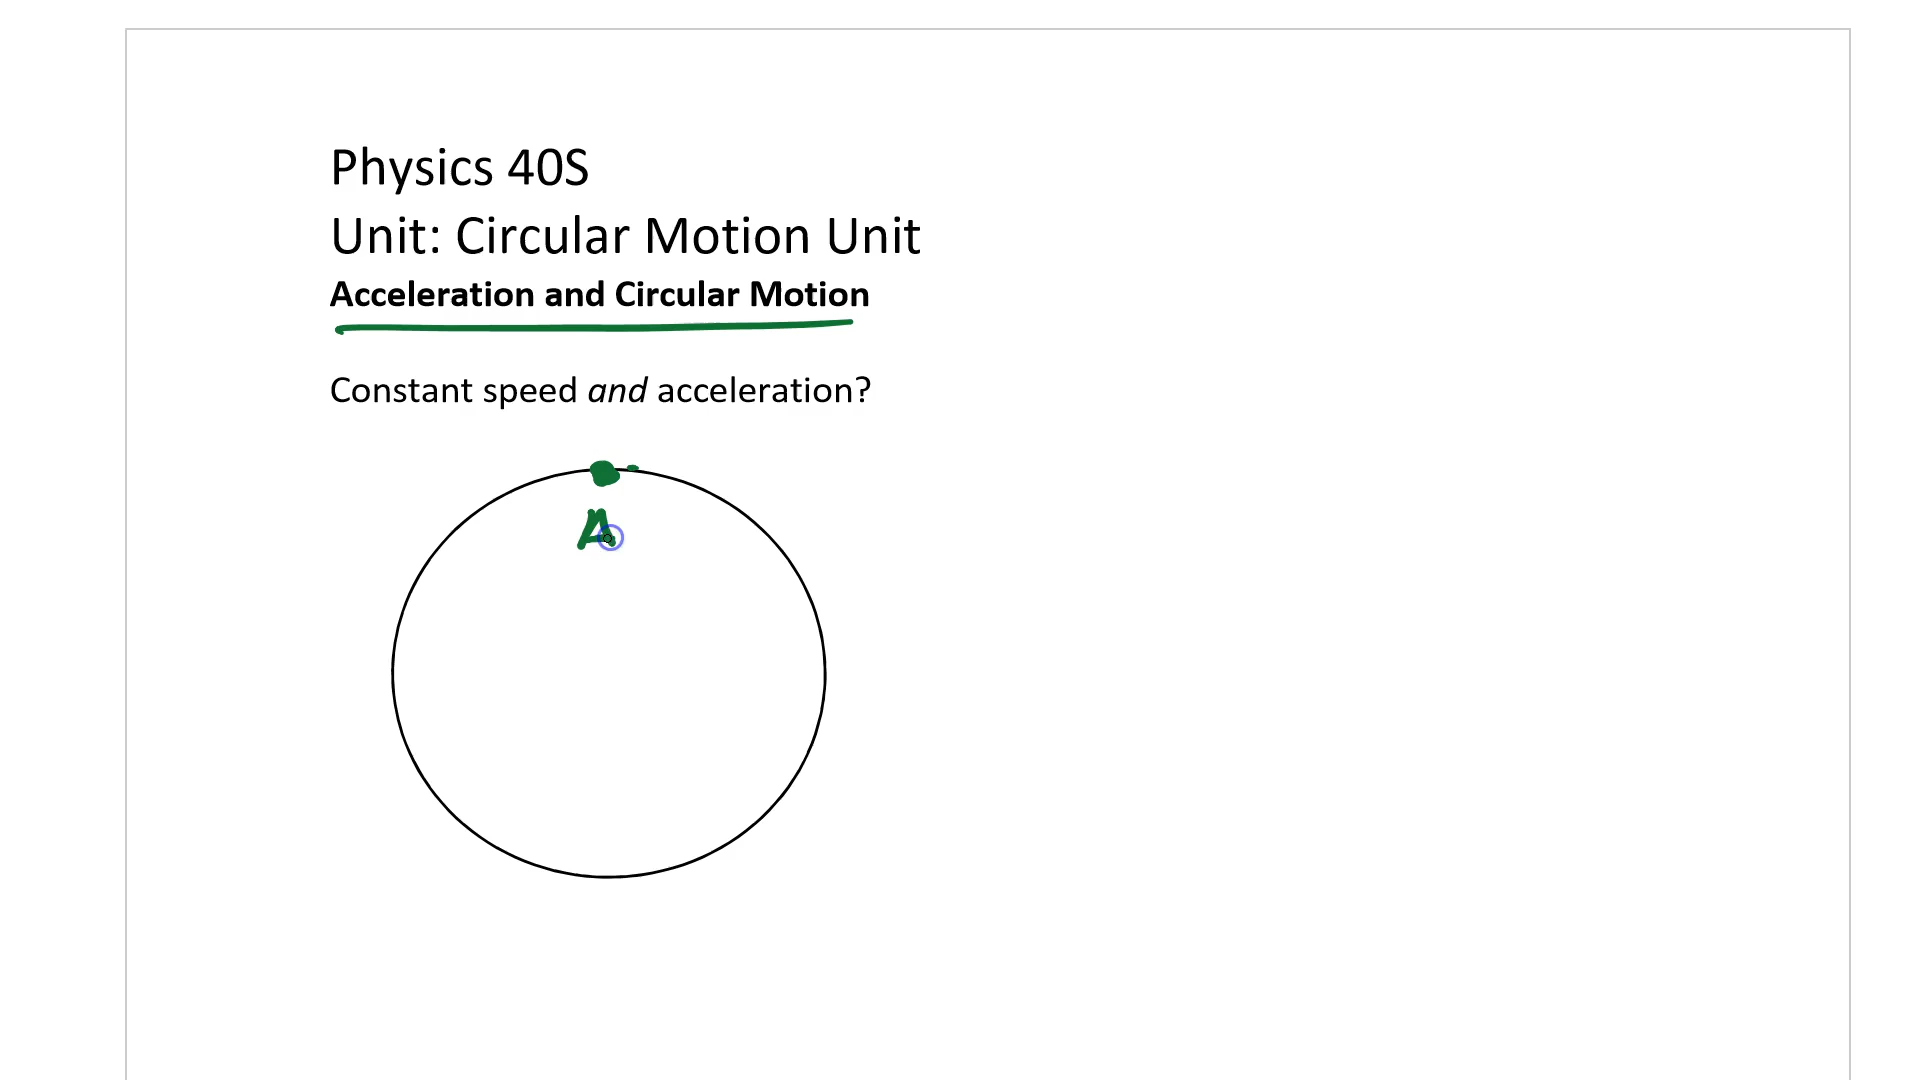 Physics 40S
Unit: Circular Motion Unit
Acceleration and Circular Motion
Constant speed and acceleration?
A